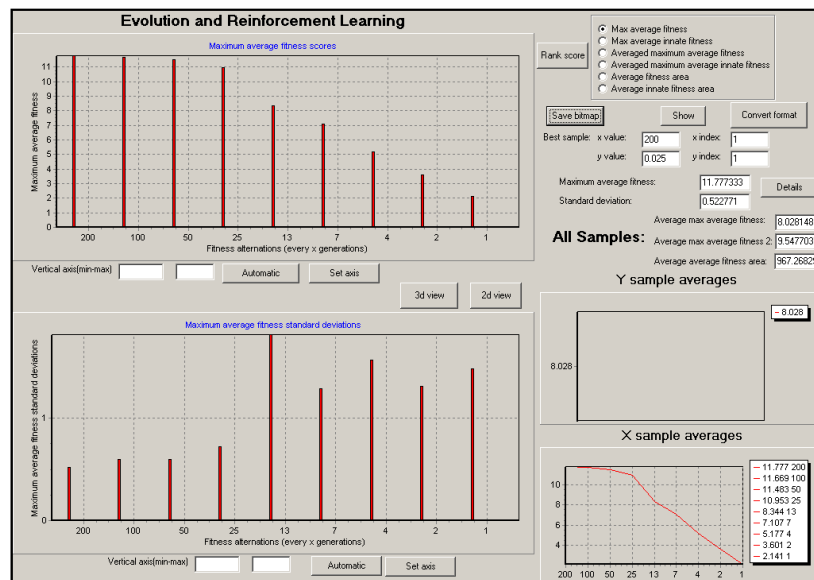 Evolution and Reinforcement Learning
Maximum average fitness scores
Maximum average fitness
11
10
9
8
7
6
5
4
3
2
1
0
200 100 50 25 13 7 4 2 1
Fitness alternations (every x generations)
Vertical axis(min-max) Automatic Set axis
3d view 2d view
Maximum average fitness standard deviations
Maximum average fitness standard deviations
1
0
200 100 50 25 13 7 4 2 1
Fitness alternations (every x generations)
Vertical axis(min-max) Automatic Set axis
Rank score
Max average fitness
Max average innate fitness
Averaged maximum average fitness
Averaged maximum average innate fitness
Average fitness area
Average innate fitness area
Save bitmap Show Convert format
Best sample: x value: 200 x index: 1
y value: 0.025 y index: 1
Maximum average fitness: 11.777333 Details
Standard deviation: 0.522771
All Samples:
Average max average fitness: 8.028148
Average max average fitness 2: 9.547703
Average average fitness area: 967.26829
Y sample averages
8.028
8.028
X sample averages
10
8
6
4
200 100 50 25 13 7 4 2 1
11.777 200
11.669 100
11.483 50
10.953 25
8.344 13
7.107 7
5.177 4
3.601 2
2.141 1